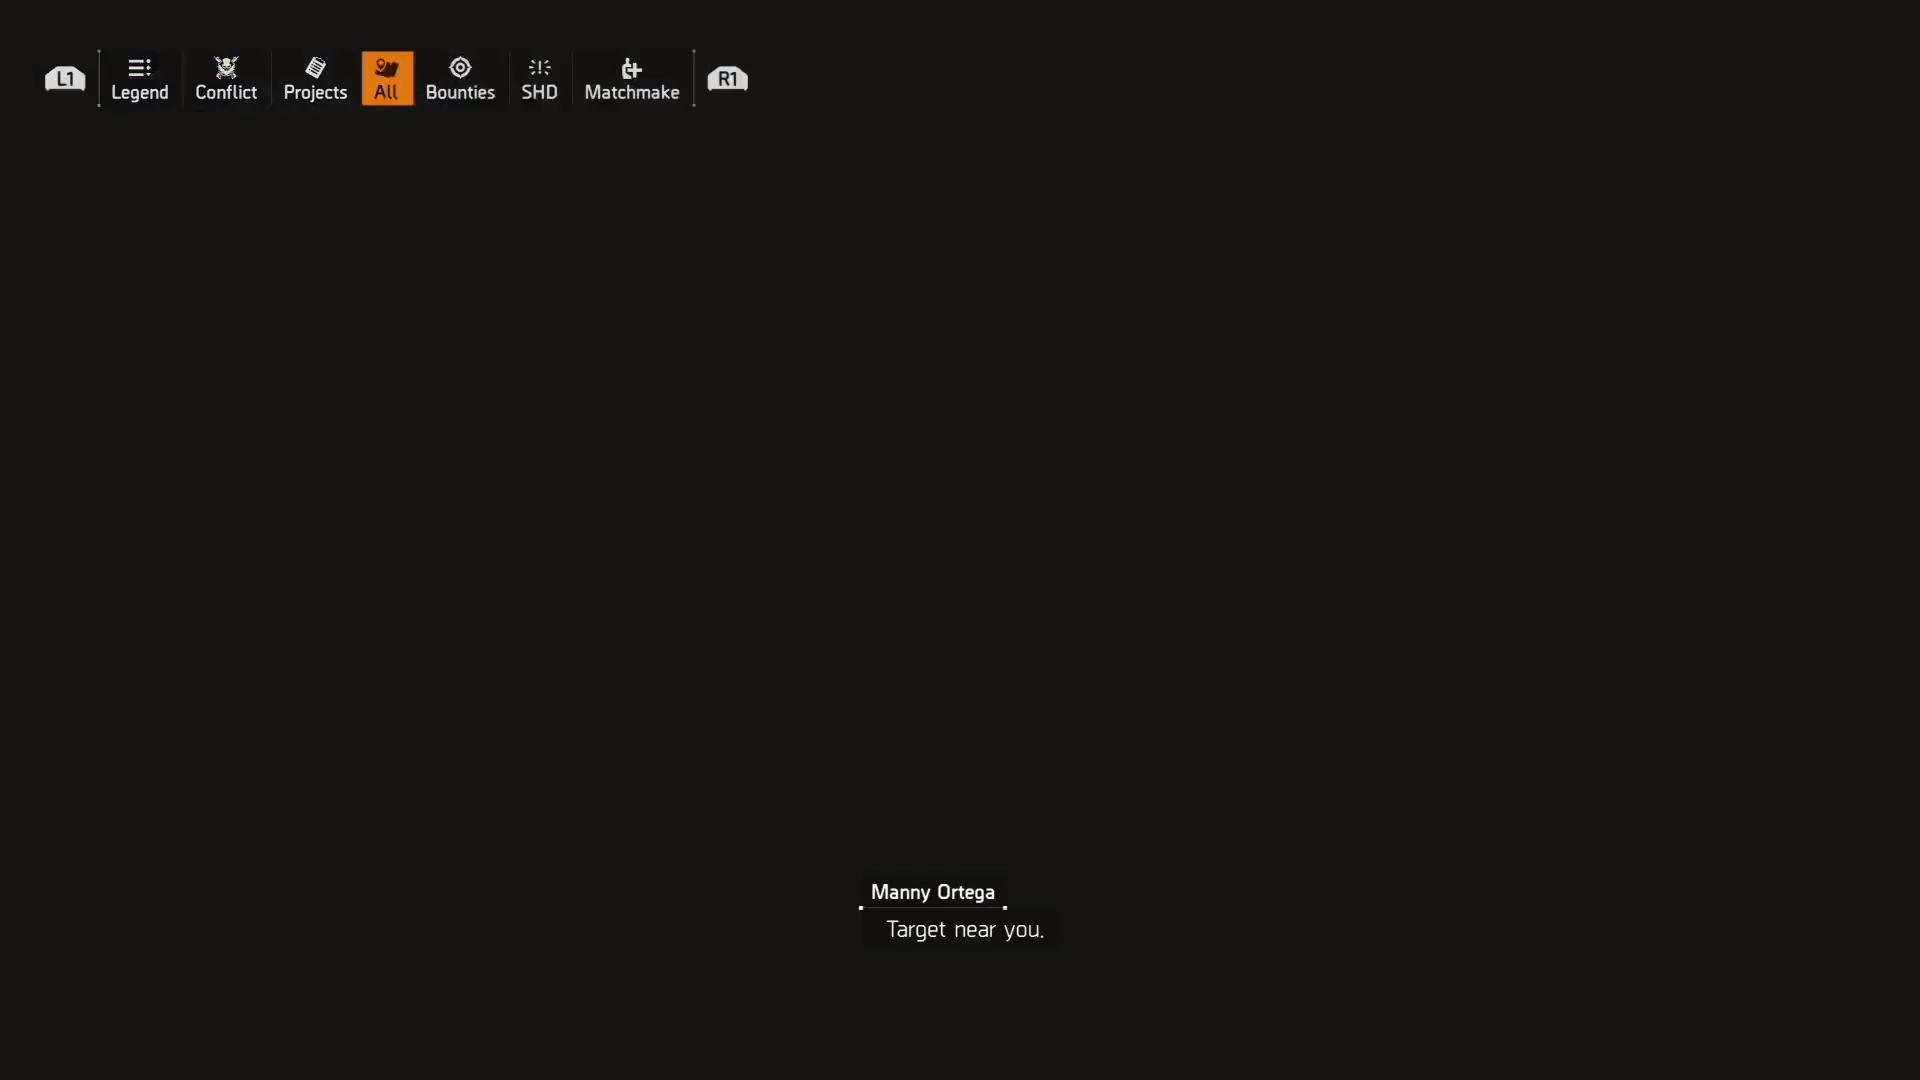 L1 Legend Conflict Projects All Bounties SHD Matchmake R1
Manny Ortega
Target near you.